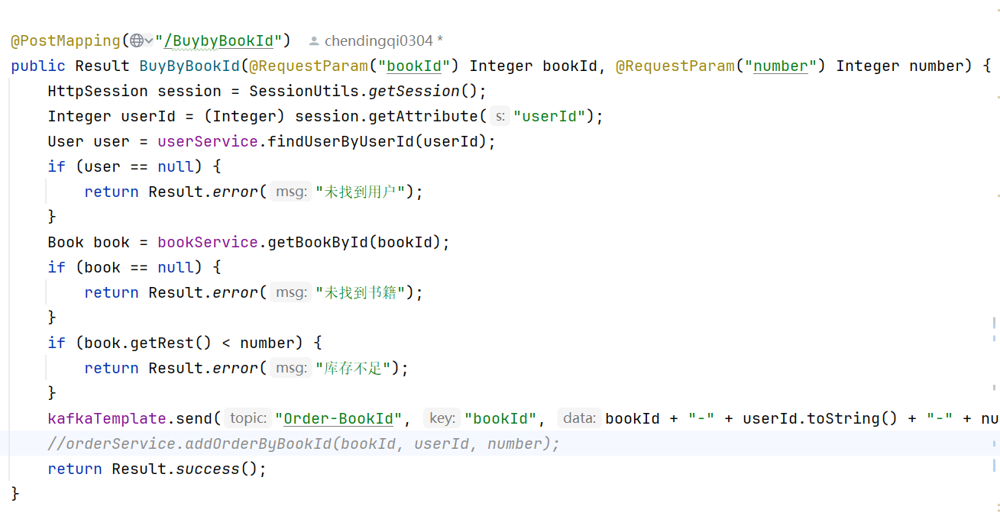 @PostMapping("/BuybyBookId") chendingqi0304 *
public Result BuyByBookId(@RequestParam("bookId") Integer bookId, @RequestParam("number") Integer number) {
HttpSession session = SessionUtils.getSession();
Integer userId = (Integer) session.getAttribute( s: "userId");
User user = userService.findUserByUserId(userId);
if (user == null) {
return Result.error( msg: "未找到用户");
}
Book book = bookService.getBookById(bookId);
if (book == null) {
return Result.error( msg: "未找到书籍");
}
if (book.getRest() < number) {
return Result.error( msg: "库存不足");
}
kafkaTemplate.send( topic: "Order-BookId", key: "bookId", data: bookId + "-" + userId.toString() + "-" + nu
//orderService.addOrderByBookId(bookId, userId, number);
return Result.success();
}